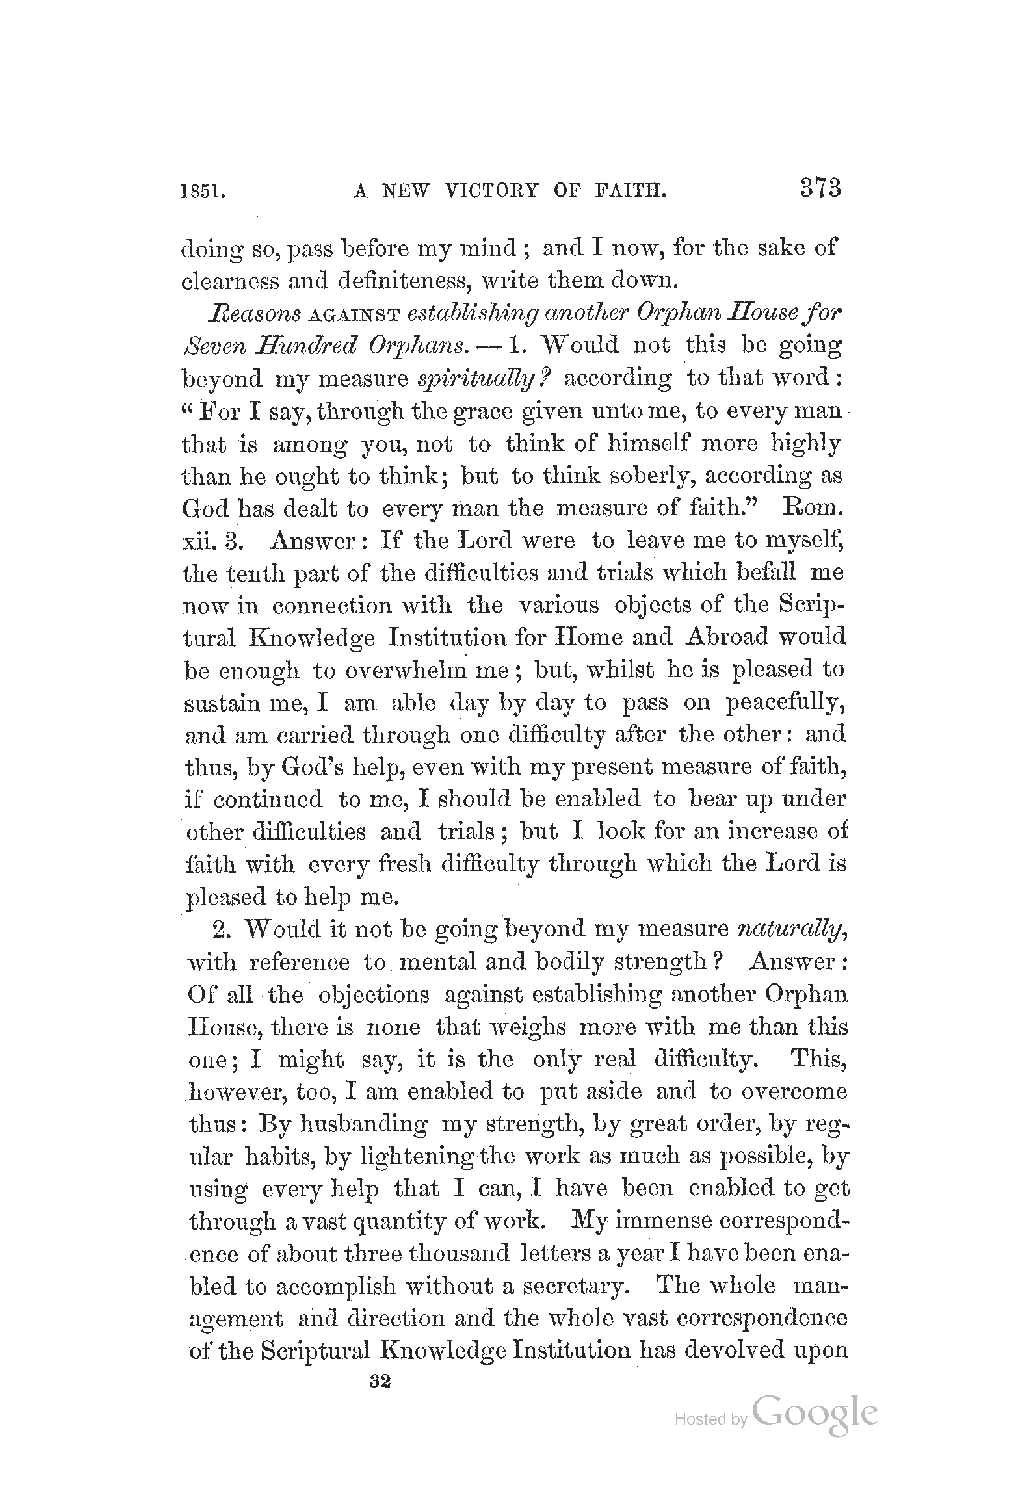 1851. A NEW VICTORY OF FAITH. 373
doing so, pass before my mind; and I now, for the sake of
clearness and definiteness, write them down.
Reasons AGAINST establishing another Orphan House for
Seven Hundred Orphans. — 1. Would not this be going
beyond my measure spiritually? according to that word:
“For I say, through the grace given unto me, to every man
that is among you, not to think of himself more highly
than he ought to think; but to think soberly, according as
God has dealt to every man the measure of faith.” Rom.
xii. 3. Answer: If the Lord were to leave me to myself,
the tenth part of the difficulties and trials which befall me
now in connection with the various objects of the Scrip-
tural Knowledge Institution for Home and Abroad would
be enough to overwhelm me; but, whilst he is pleased to
sustain me, I am able day by day to pass on peacefully,
and am carried through one difficulty after the other: and
thus, by God’s help, even with my present measure of faith,
if continued to me, I should be enabled to bear up under
other difficulties and trials; but I look for an increase of
faith with every fresh difficulty through which the Lord is
pleased to help me.
2. Would it not be going beyond my measure naturally,
with reference to mental and bodily strength? Answer:
Of all the objections against establishing another Orphan
House, there is none that weighs more with me than this
one; I might say, it is the only real difficulty. This,
however, too, I am enabled to put aside and to overcome
thus: By husbanding my strength, by great order, by reg-
ular habits, by lightening the work as much as possible, by
using every help that I can, I have been enabled to get
through a vast quantity of work. My immense correspond-
ence of about three thousand letters a year I have been ena-
bled to accomplish without a secretary. The whole man-
agement and direction and the whole vast correspondence
of the Scriptural Knowledge Institution has devolved upon
32
Hosted by Google